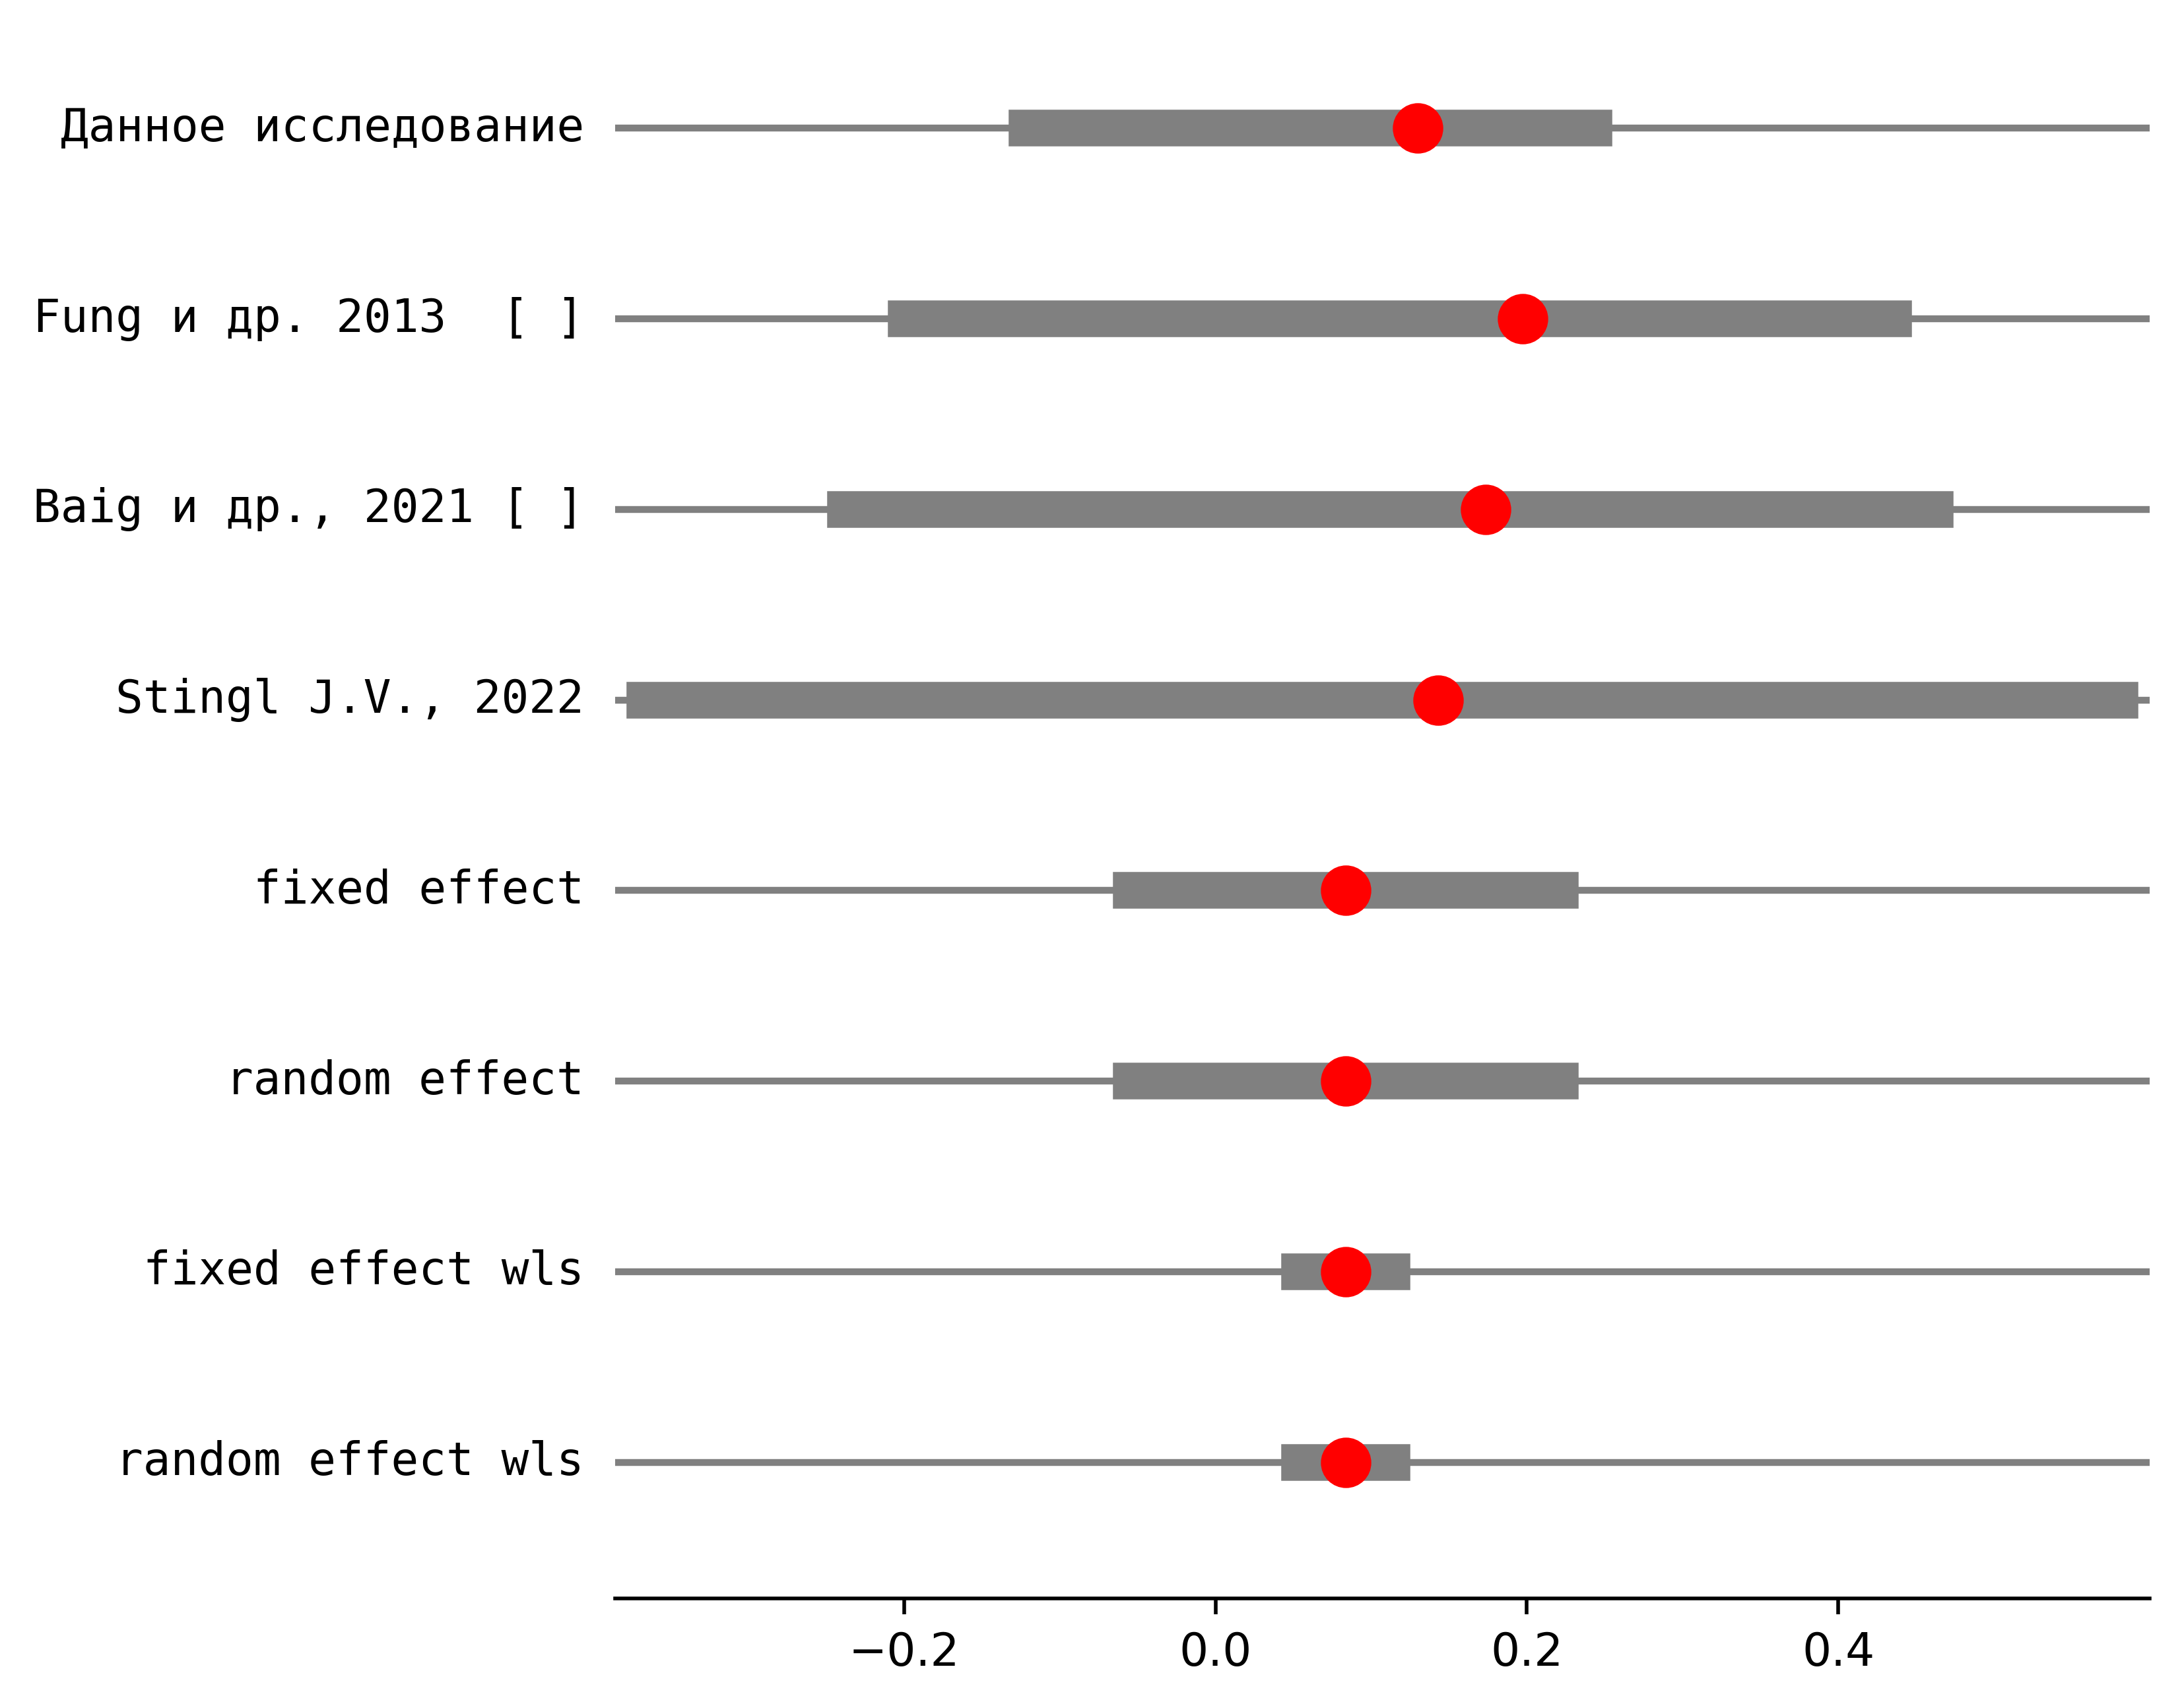 Данное исследование
Fung и др. 2013  [ ]
Baig и др., 2021 [ ]
Stingl J.V., 2022
fixed effect
random effect
fixed effect wls
random effect wls
−0.2 0.0 0.2 0.4